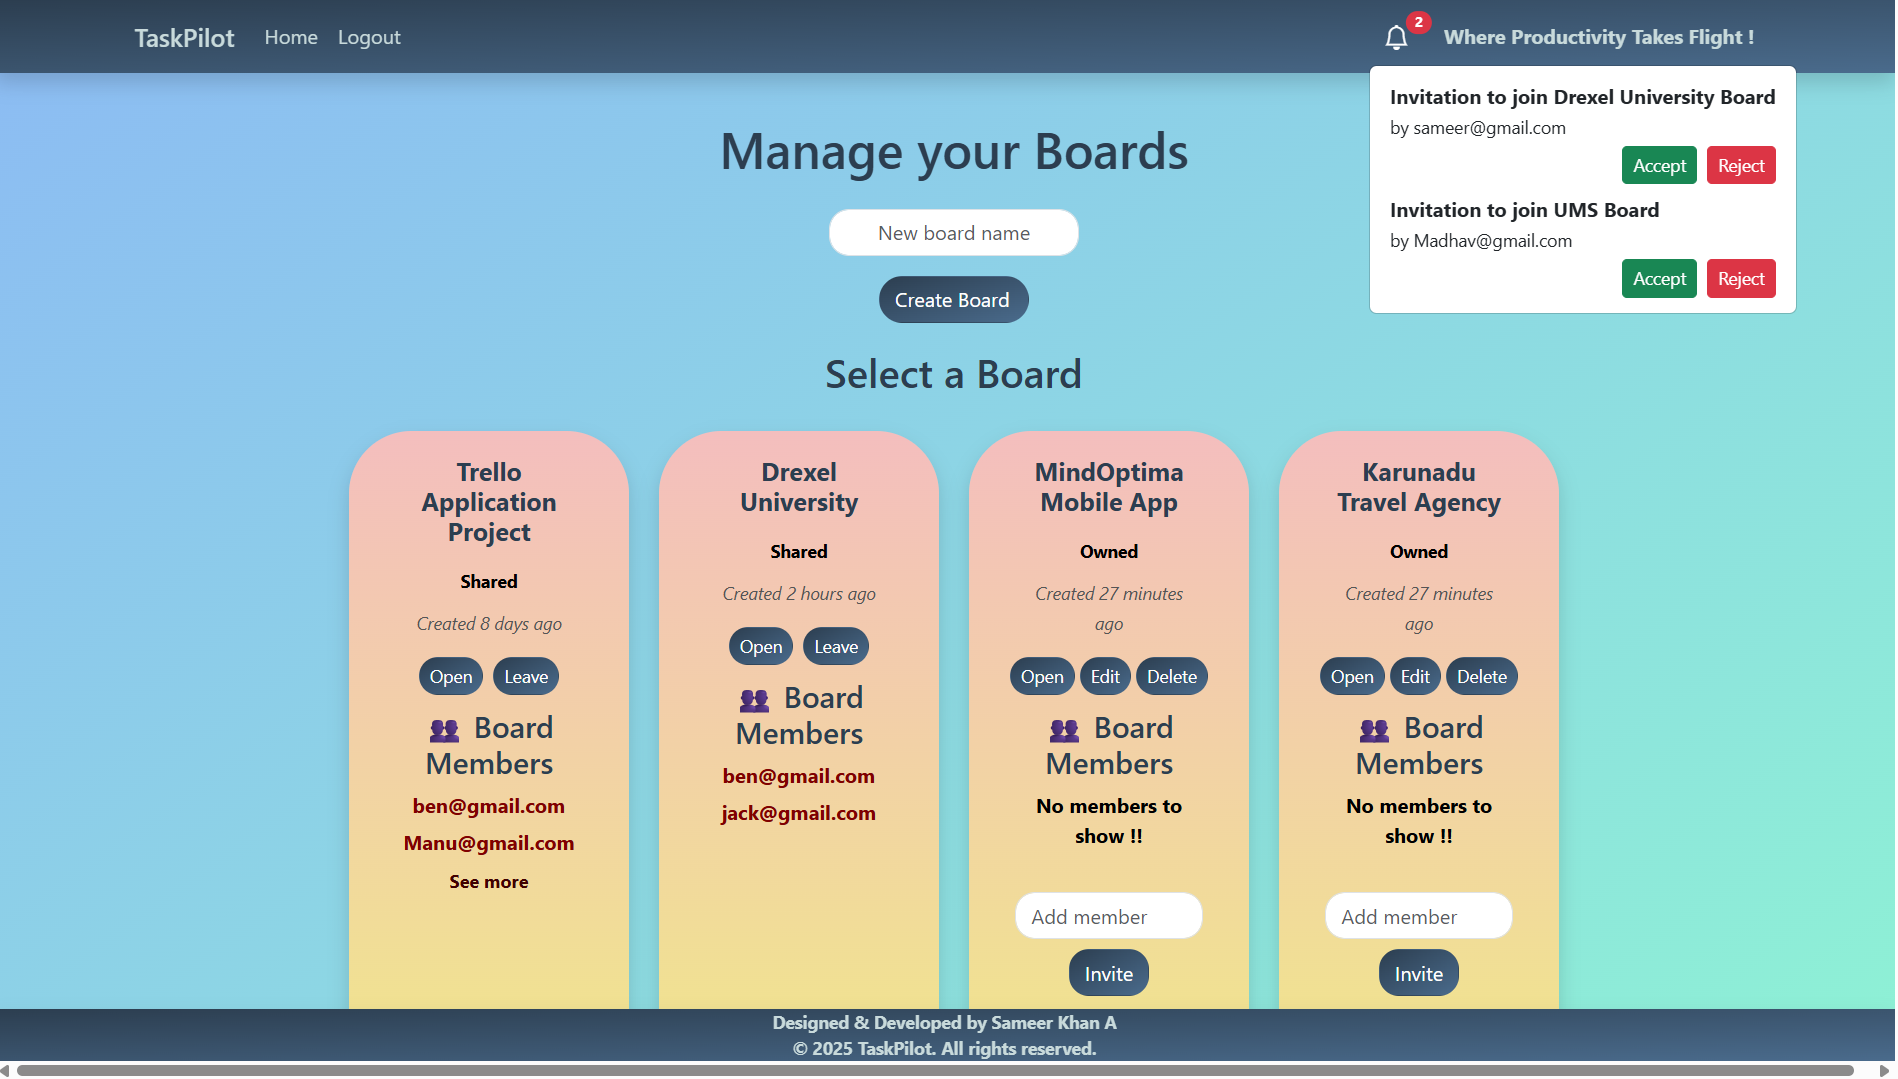 TaskPilot Home Logout 2 Where Productivity Takes Flight !
Invitation to join Drexel University Board
by sameer@gmail.com
Accept Reject
Invitation to join UMS Board
by Madhav@gmail.com
Accept Reject
Manage your Boards
New board name
Create Board
Select a Board
Trello
Application
Project
Shared
Created 8 days ago
Open Leave
Board
Members
ben@gmail.com
Manu@gmail.com
See more
Drexel
University
Shared
Created 2 hours ago
Open Leave
Board
Members
ben@gmail.com
jack@gmail.com
MindOptima
Mobile App
Owned
Created 27 minutes
ago
Open Edit Delete
Board
Members
No members to
show !!
Add member
Invite
Karunadu
Travel Agency
Owned
Created 27 minutes
ago
Open Edit Delete
Board
Members
No members to
show !!
Add member
Invite
Designed & Developed by Sameer Khan A
© 2025 TaskPilot. All rights reserved.